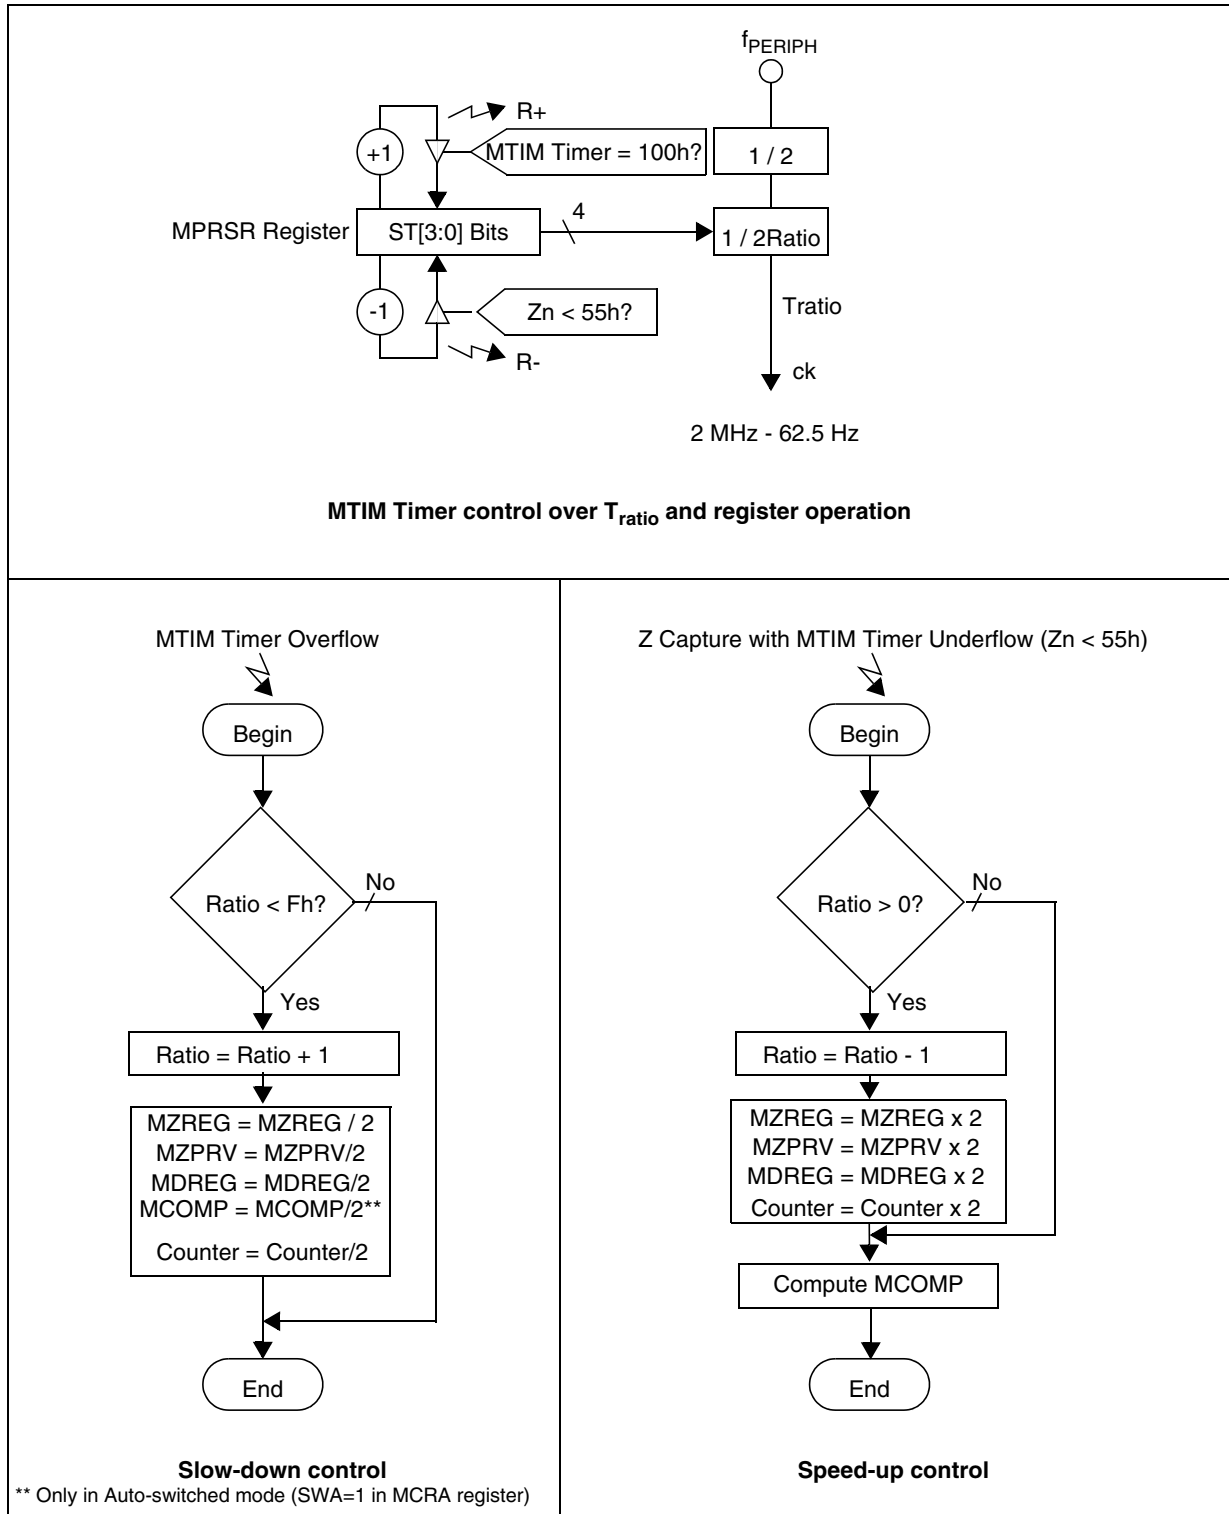 fPERIPH
R+
+1
MTIM Timer = 100h?
1 / 2
4
MPRSR Register
ST[3:0] Bits
1 / 2Ratio
-1
Zn < 55h?
Tratio
R-
ck
2 MHz - 62.5 Hz
MTIM Timer control over Tratio and register operation
MTIM Timer Overflow
Begin
Ratio < Fh?
No
Yes
Ratio = Ratio + 1
MZREG = MZREG / 2
MZPRV = MZPRV/2
MDREG = MDREG/2
MCOMP = MCOMP/2**
Counter = Counter/2
End
Slow-down control
** Only in Auto-switched mode (SWA=1 in MCRA register)
Z Capture with MTIM Timer Underflow (Zn < 55h)
Begin
Ratio > 0?
No
Yes
Ratio = Ratio - 1
MZREG = MZREG x 2
MZPRV = MZPRV x 2
MDREG = MDREG x 2
Counter = Counter x 2
Compute MCOMP
End
Speed-up control